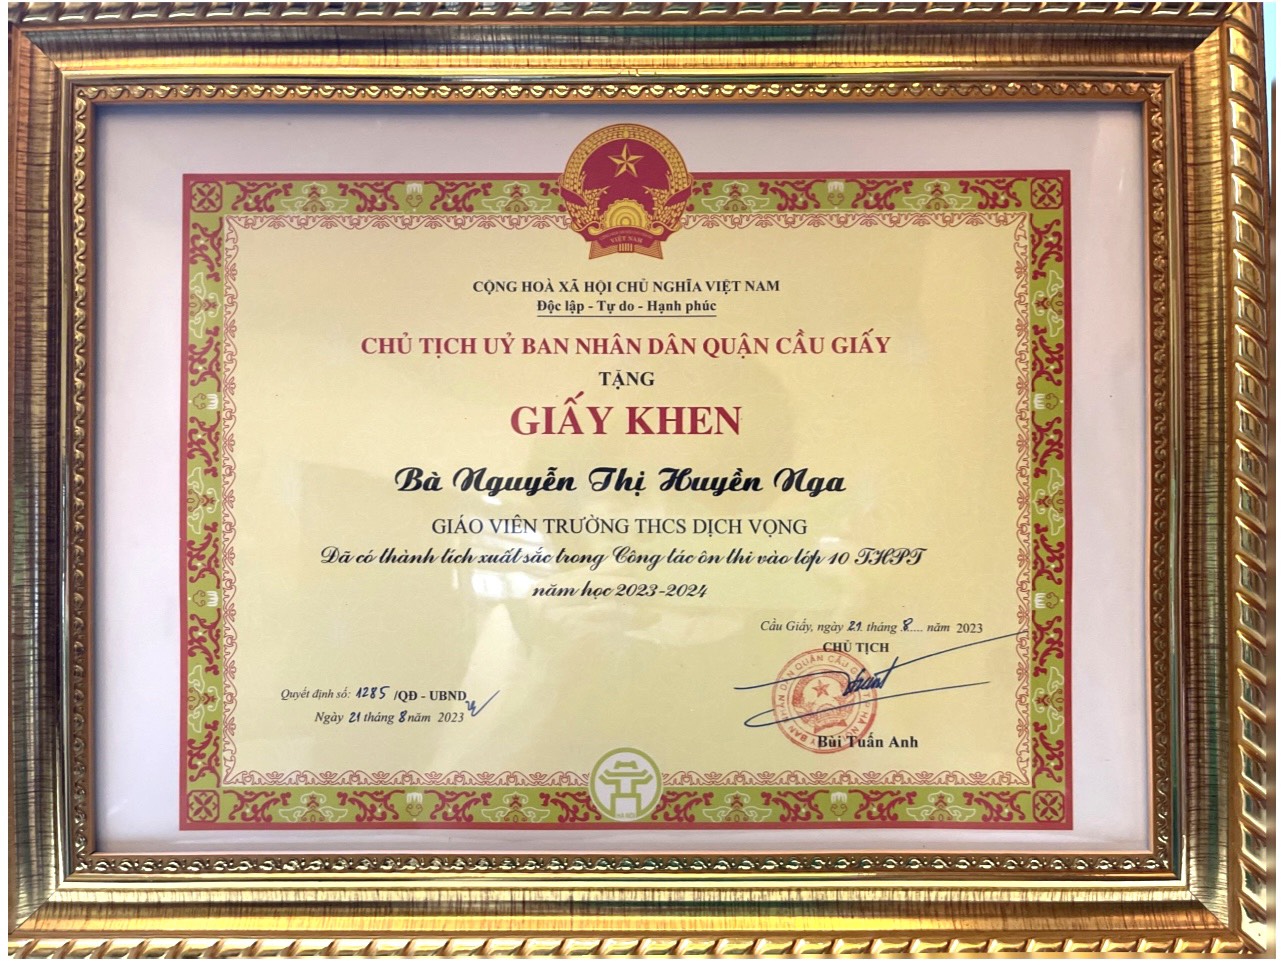 VIỆT NAM
CỘNG HOÀ XÃ HỘI CHỦ NGHĨA VIỆT NAM
Độc lập - Tự do - Hạnh phúc
CHỦ TỊCH UỶ BAN NHÂN DÂN QUẬN CẦU GIẤY
TẶNG
GIẤY KHEN
Bà Nguyễn Thị Huyền Nga
GIÁO VIÊN TRƯỜNG THCS DỊCH VỌNG
Đã có thành tích xuất sắc trong Công tác ôn thi vào lớp 10 THPT
năm học 2023-2024
Cầu Giấy, ngày 21 tháng 8.... năm 2023
CHỦ TỊCH
Bùi Tuấn Anh
Quyết định số: 1285 /QĐ - UBND
Ngày 21 tháng 8 năm 2023
HÀ NỘI